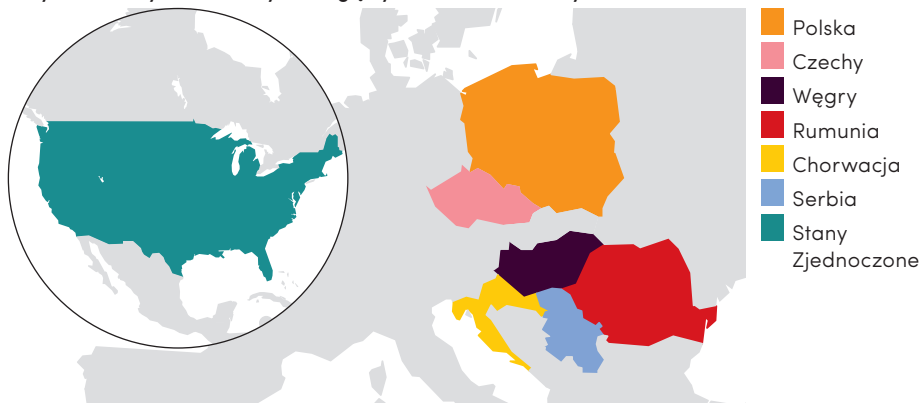 Polska
Czechy
Węgry
Rumunia
Chorwacja
Serbia
Stany
Zjednoczone